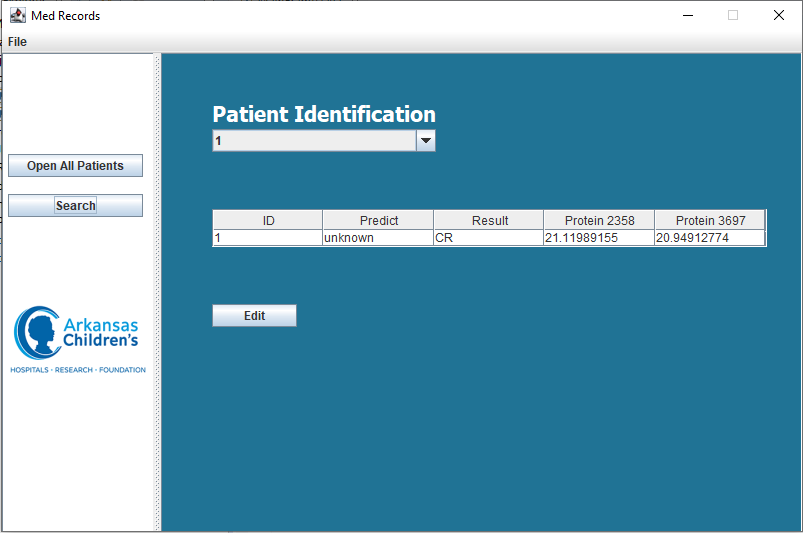 Med Records
File
Open All Patients
Search
Arkansas
Children's
HOSPITALS • RESEARCH • FOUNDATION
Patient Identification
1
ID Predict Result Protein 2358 Protein 3697
1 unknown CR 21.11989155 20.94912774
Edit